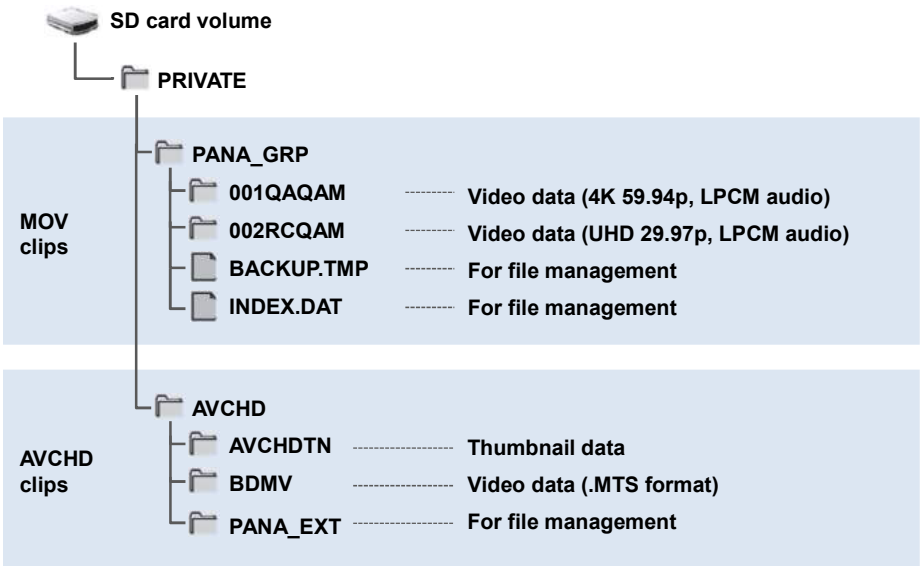 SD card volume
PRIVATE
MOV
clips
PANA_GRP
001QAQAM Video data (4K 59.94p, LPCM audio)
002RCQAM Video data (UHD 29.97p, LPCM audio)
BACKUP.TMP For file management
INDEX.DAT For file management
AVCHD
clips
AVCHD
AVCHDTN Thumbnail data
BDMV Video data (.MTS format)
PANA_EXT For file management